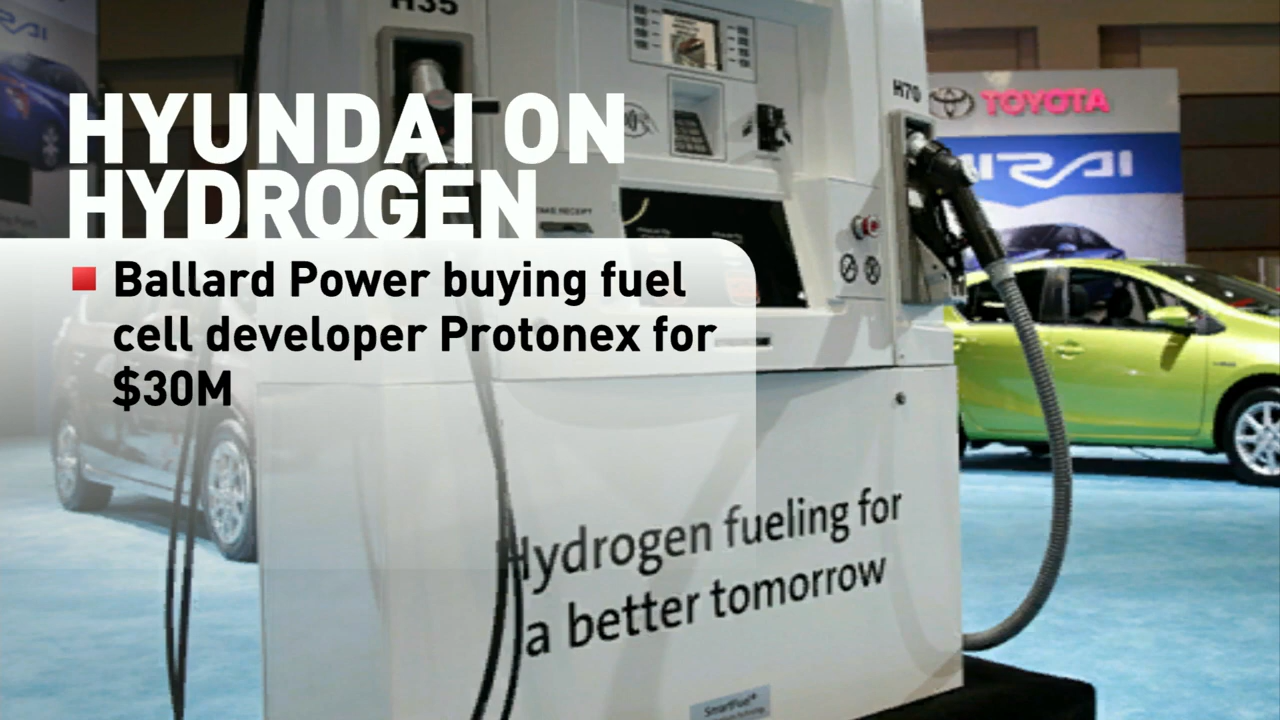 H35
HYUNDAI ON
HYDROGEN
Ballard Power buying fuel
cell developer Protonex for
$30M
H70
TOYOTA
Hydrogen fueling for
a better tomorrow
SmartFuel®